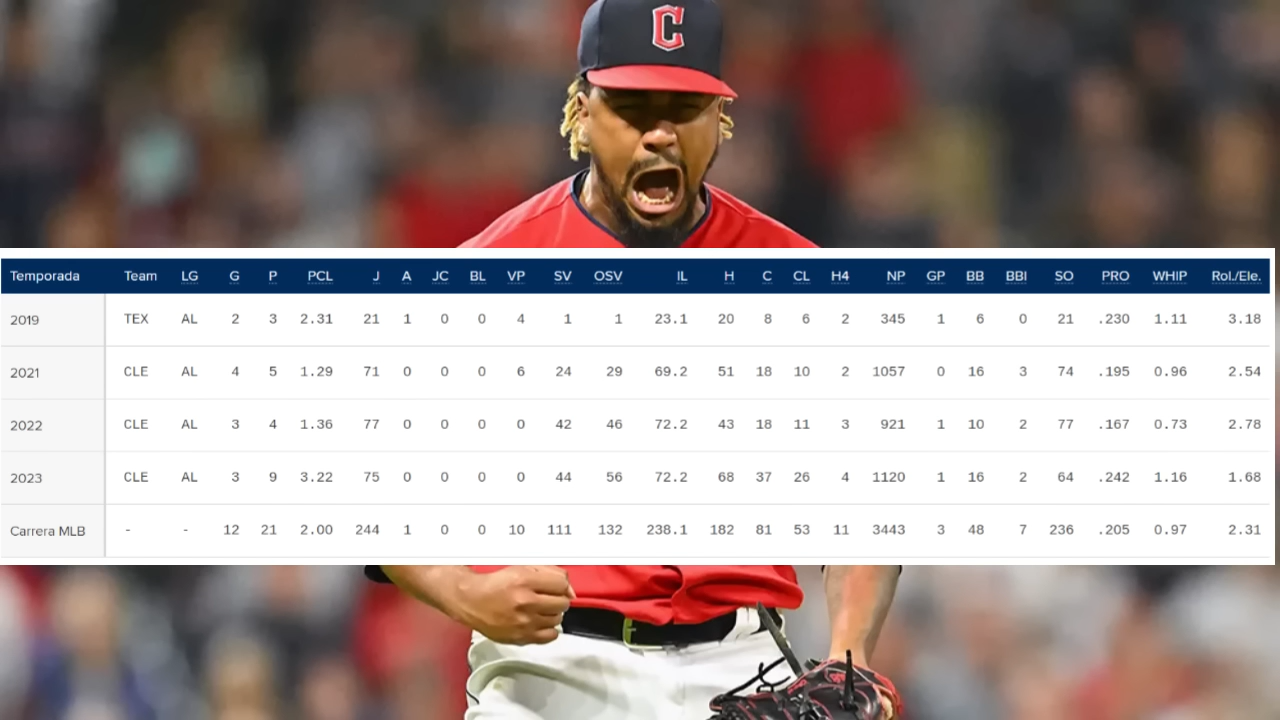 C
Temporada Team LG G P PCL J A JC BL VP SV OSV IL H C CL H4 NP GP BB BBI SO PRO WHIP Rol./Ele.
2019 TEX AL 2 3 2.31 21 1 0 0 4 1 1 23.1 20 8 6 2 345 1 6 0 21 .230 1.11 3.18
2021 CLE AL 4 5 1.29 71 0 0 0 6 24 29 69.2 51 18 10 2 1057 0 16 3 74 .195 0.96 2.54
2022 CLE AL 3 4 1.36 77 0 0 0 0 42 46 72.2 43 18 11 3 921 1 10 2 77 .167 0.73 2.78
2023 CLE AL 3 9 3.22 75 0 0 0 0 44 56 72.2 68 37 26 4 1120 1 16 2 64 .242 1.16 1.68
Carrera MLB - - 12 21 2.00 244 1 0 0 10 111 132 238.1 182 81 53 11 3443 3 48 7 236 .205 0.97 2.31